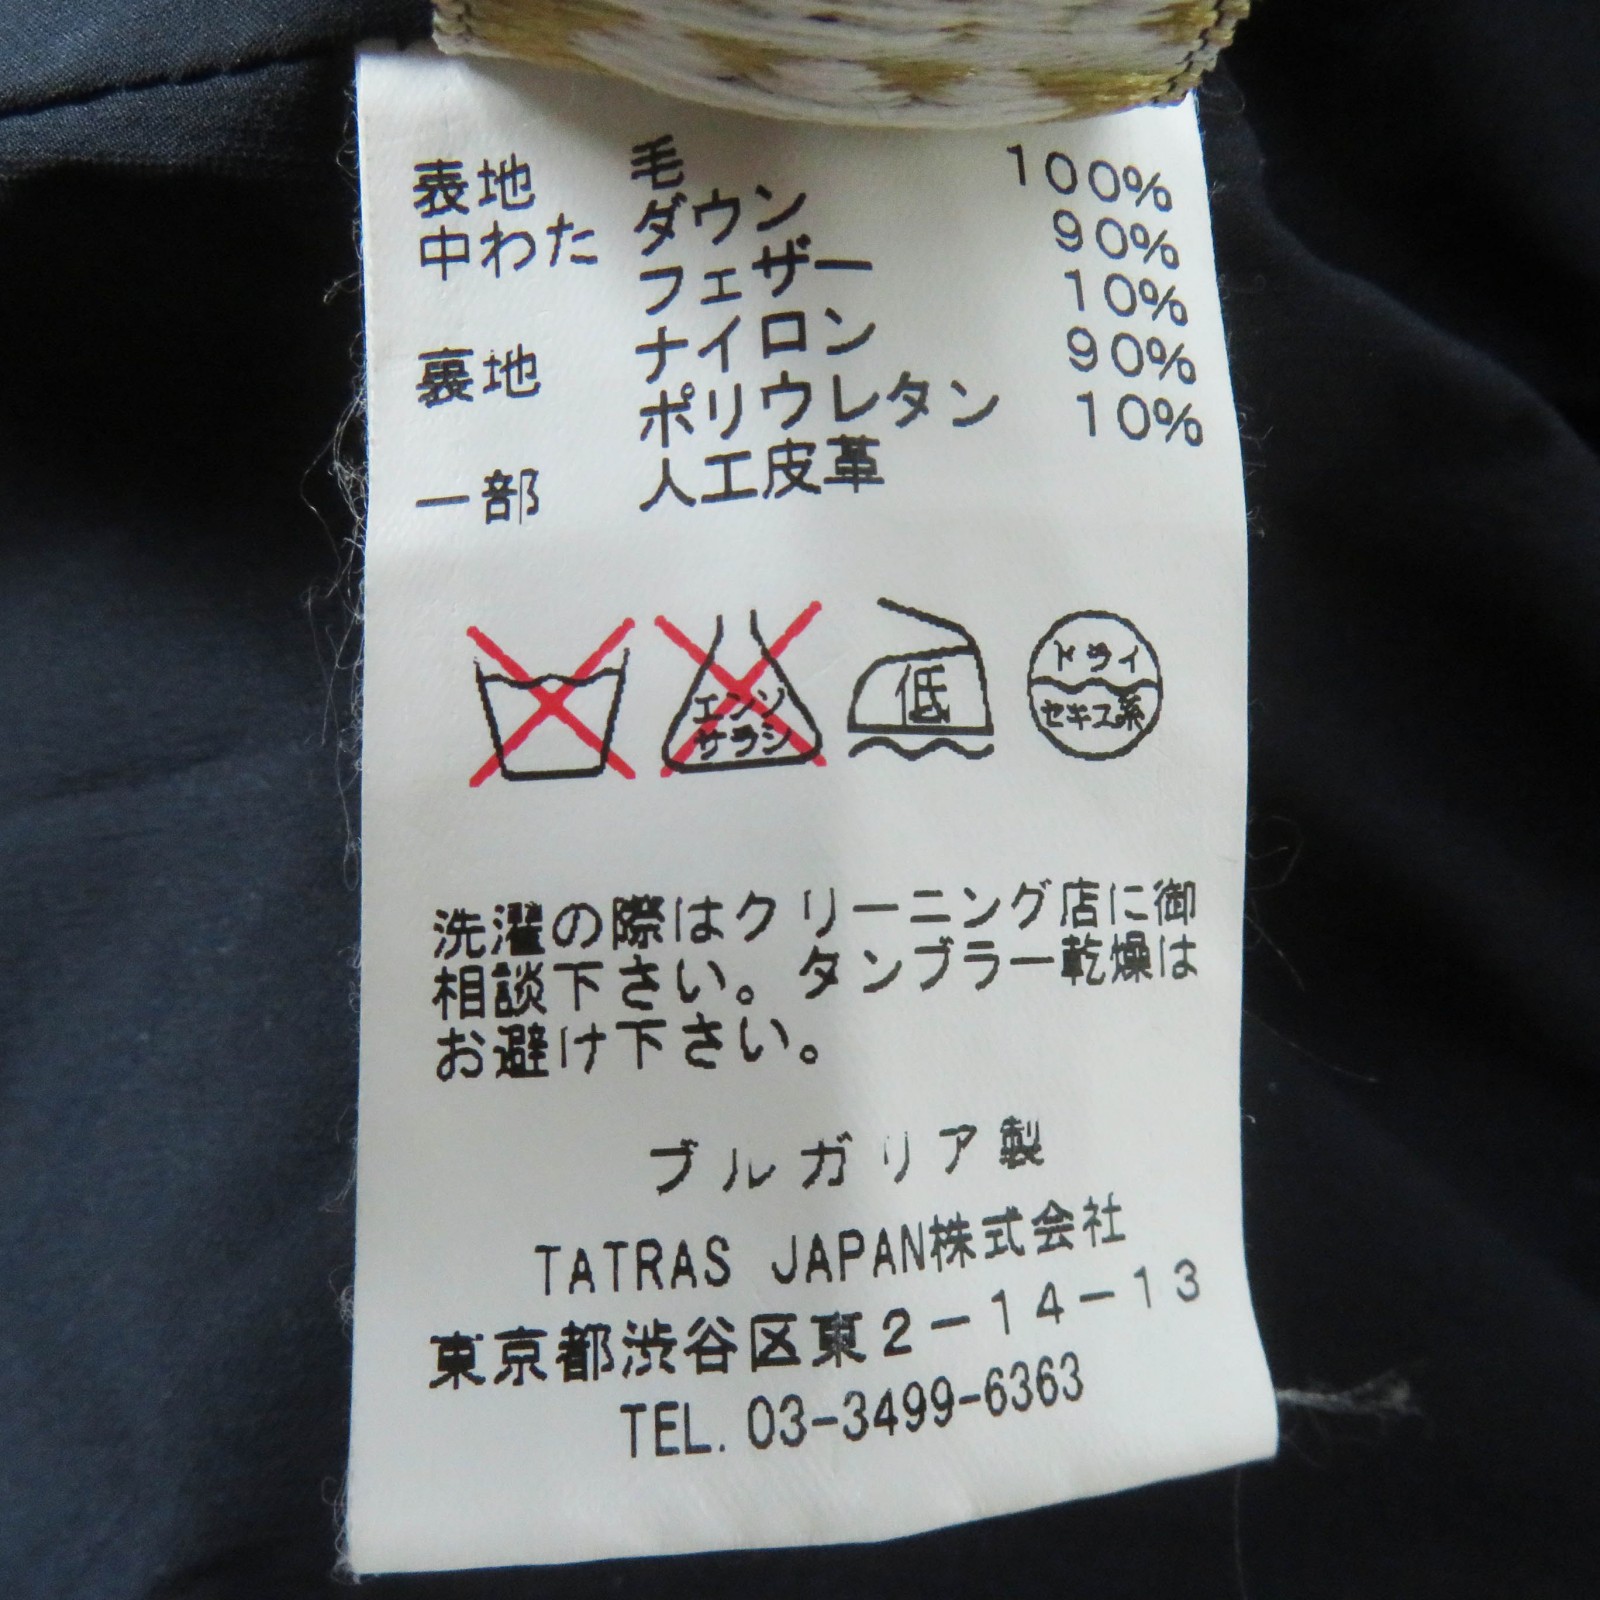 表地 毛 100%
中わた ダウン 90%
フェザー 10%
裏地 ナイロン 90%
ポリウレタン 10%
一部 人工皮革
エンソサラシ
低
ドライ
セキユ系
洗濯の際はクリーニング店に御
相談下さい。タンブラー乾燥は
お避け下さい。
ブルガリア製
TATRAS JAPAN株式会社
東京都渋谷区東2-14-13
TEL. 03-3499-6363